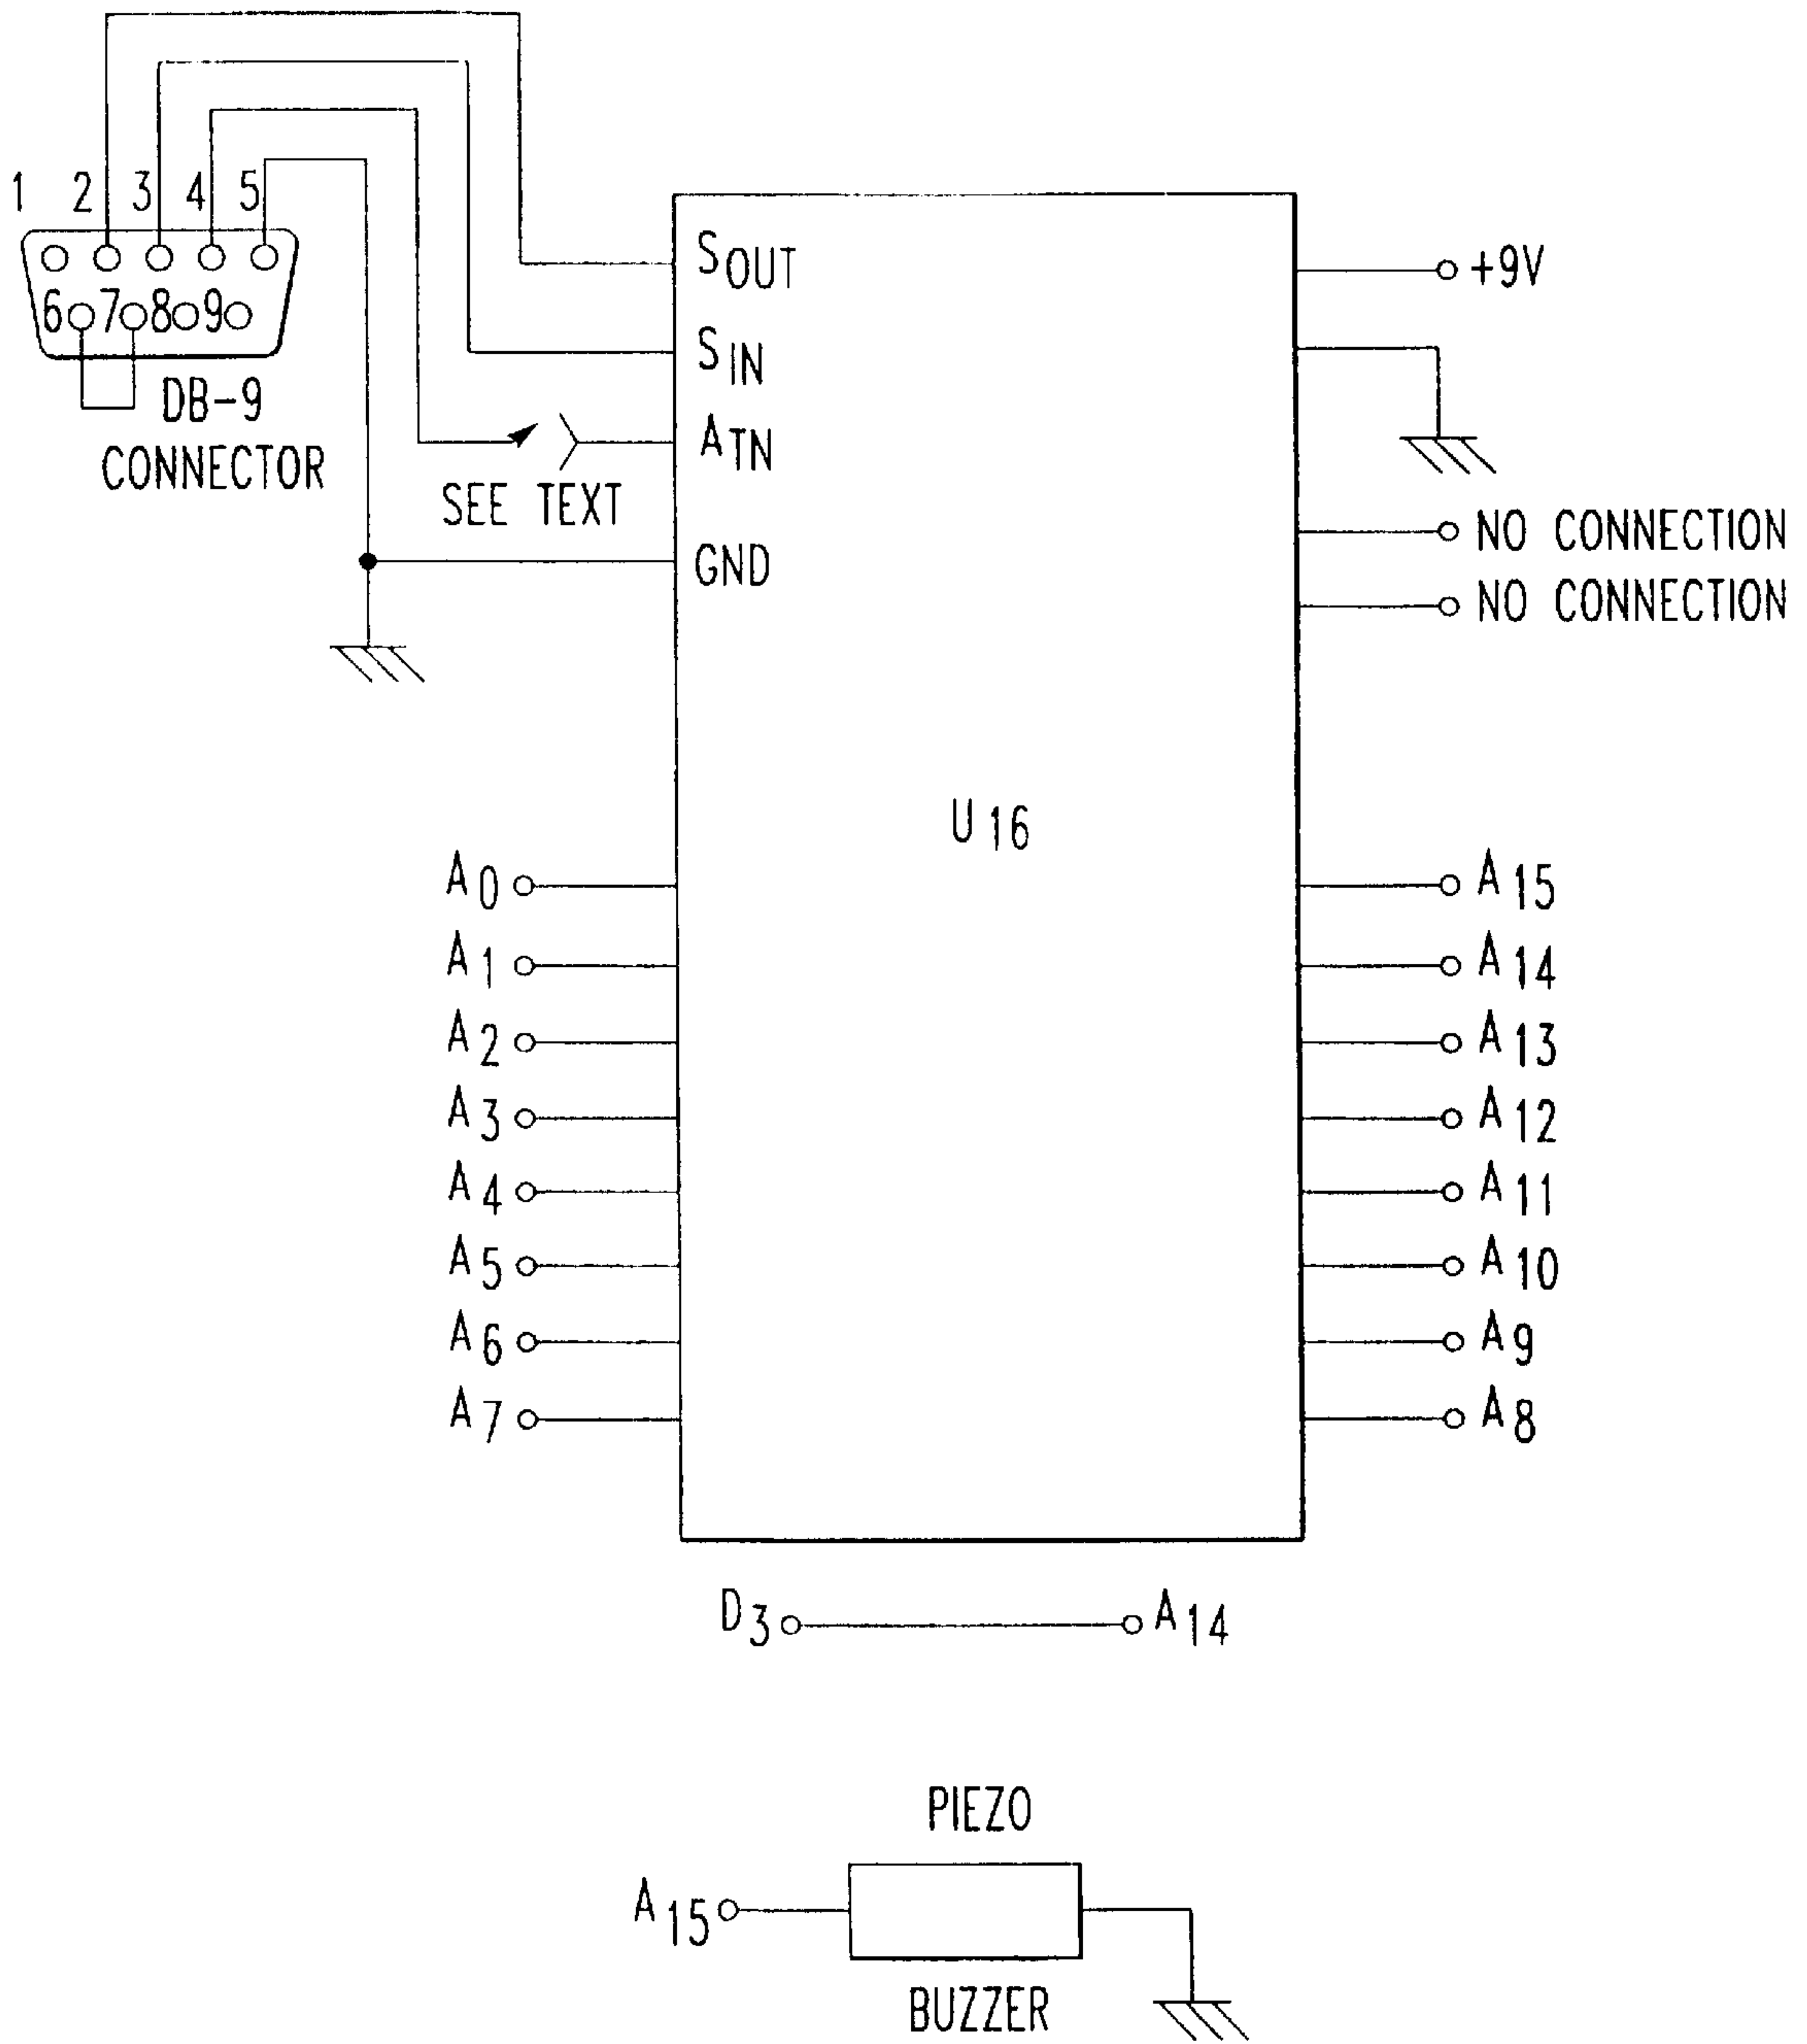 1 2 3 4 5
6 7 8 9
DB-9
CONNECTOR
SOUT
SIN
ATN
SEE TEXT
GND
+9V
NO CONNECTION
NO CONNECTION
U16
A0
A1
A2
A3
A4
A5
A6
A7
A15
A14
A13
A12
A11
A10
A9
A8
D3 A14
PIEZO
A15
BUZZER